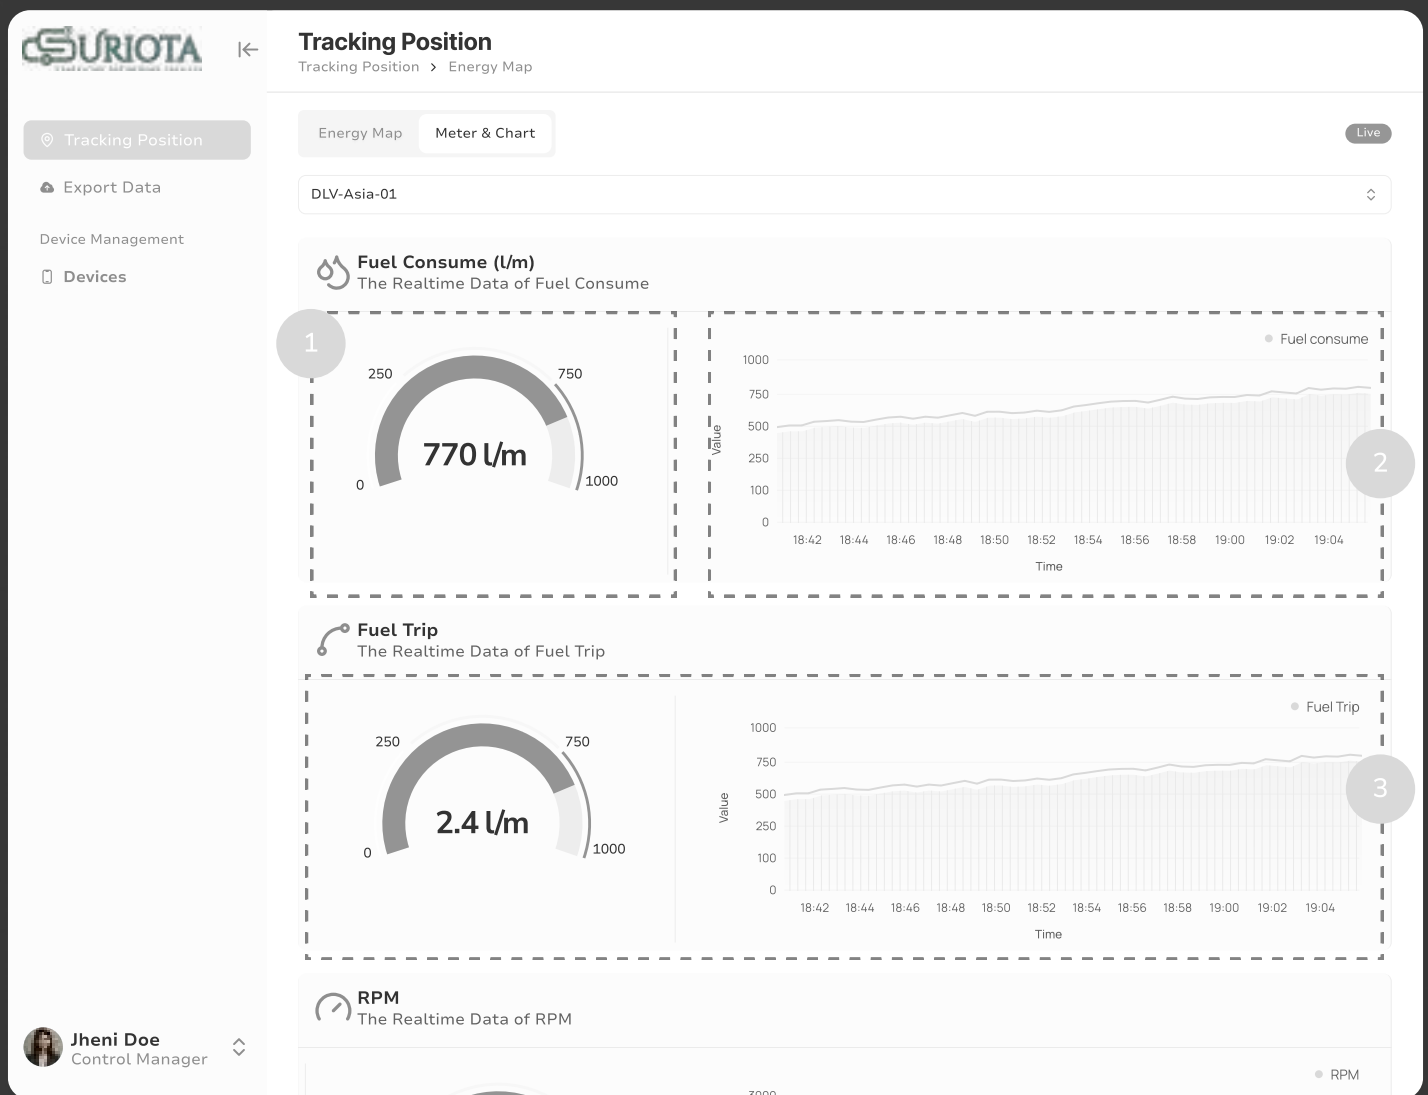 SURIOTA
Tracking Position
Tracking Position > Energy Map
Tracking Position
Export Data
Device Management
Devices
Energy Map
Meter & Chart
Live
DLV-Asia-01
Fuel Consume (l/m)
The Realtime Data of Fuel Consume
1
250
750
770 l/m
0
1000
Fuel consume
1000
750
500
250
100
0
Value
18:42 18:44 18:46 18:48 18:50 18:52 18:54 18:56 18:58 19:00 19:02 19:04
Time
2
Fuel Trip
The Realtime Data of Fuel Trip
250
750
2.4 l/m
0
1000
Fuel Trip
1000
750
500
250
100
0
Value
18:42 18:44 18:46 18:48 18:50 18:52 18:54 18:56 18:58 19:00 19:02 19:04
Time
3
RPM
The Realtime Data of RPM
RPM
3000
Jheni Doe
Control Manager